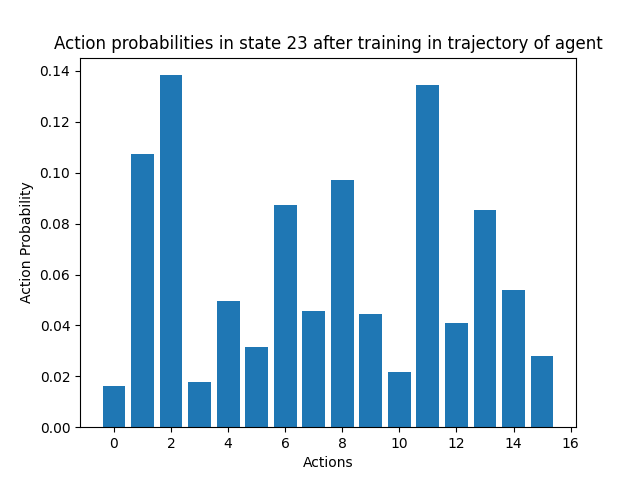 Action probabilities in state 23 after training in trajectory of agent
0.14
0.12
0.10
0.08
0.06
0.04
0.02
0.00
Action Probability
0 2 4 6 8 10 12 14 16
Actions